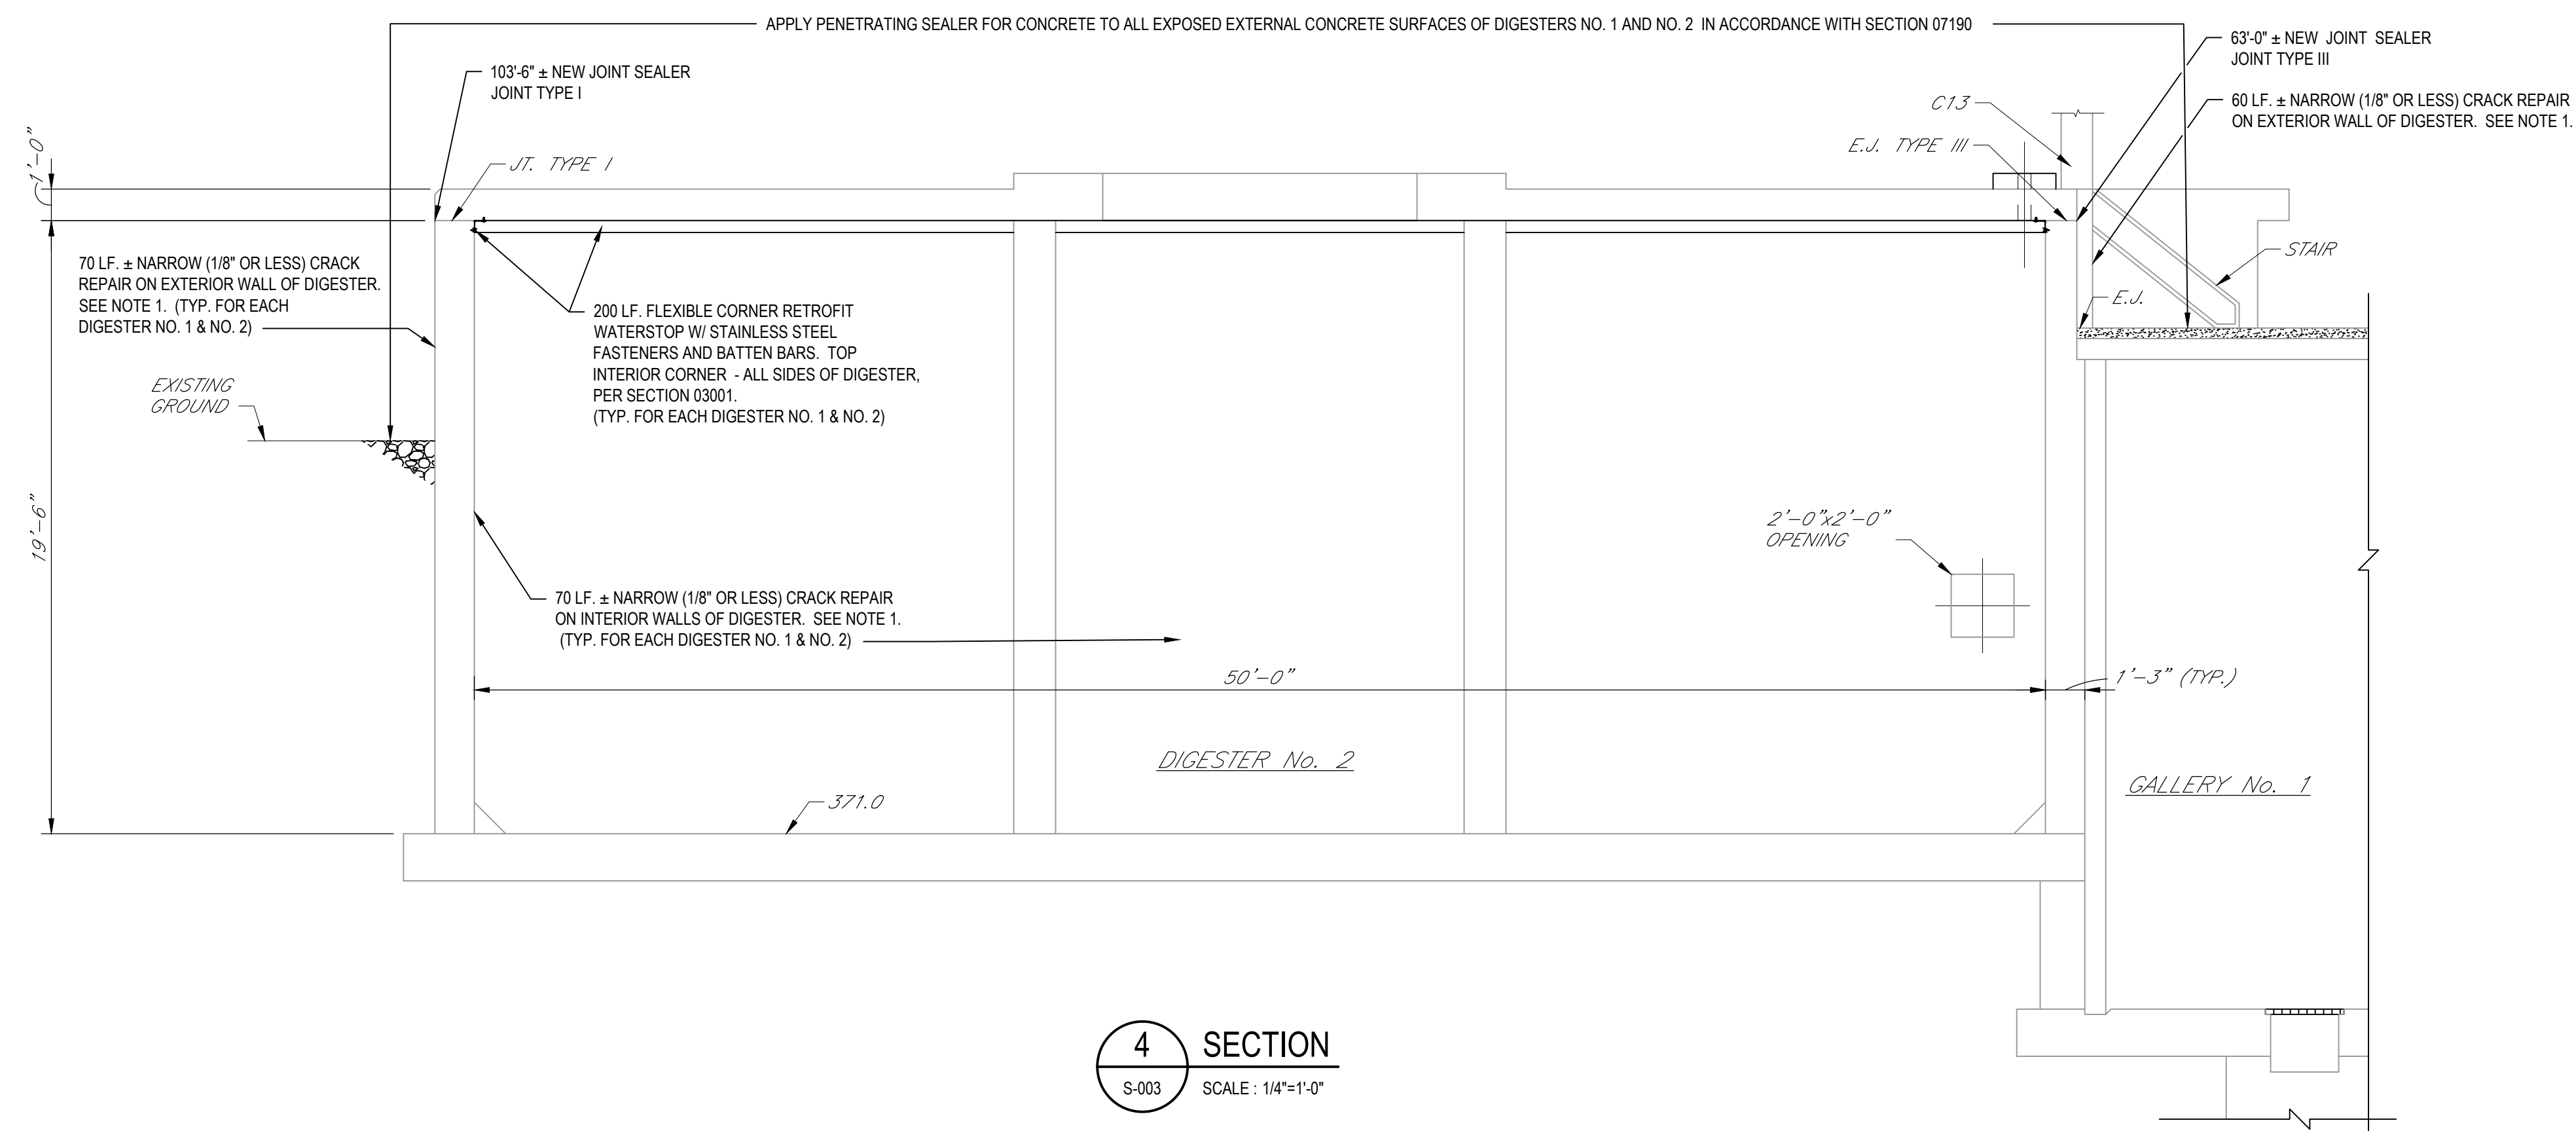 APPLY PENETRATING SEALER FOR CONCRETE TO ALL EXPOSED EXTERNAL CONCRETE SURFACES OF DIGESTERS NO. 1 AND NO. 2 IN ACCORDANCE WITH SECTION 07190
63'-0" ± NEW JOINT SEALER
JOINT TYPE III
103'-6" ± NEW JOINT SEALER
JOINT TYPE I
60 LF. ± NARROW (1/8" OR LESS) CRACK REPAIR
ON EXTERIOR WALL OF DIGESTER. SEE NOTE 1.
C13
E.J. TYPE III
1'-0"
JT. TYPE I
STAIR
E.J.
70 LF. ± NARROW (1/8" OR LESS) CRACK
REPAIR ON EXTERIOR WALL OF DIGESTER.
SEE NOTE 1. (TYP. FOR EACH
DIGESTER NO. 1 & NO. 2)
200 LF. FLEXIBLE CORNER RETROFIT
WATERSTOP W/ STAINLESS STEEL
FASTENERS AND BATTEN BARS. TOP
INTERIOR CORNER - ALL SIDES OF DIGESTER,
PER SECTION 03001.
(TYP. FOR EACH DIGESTER NO. 1 & NO. 2)
EXISTING
GROUND
19'-6"
2'-0"x2'-0"
OPENING
70 LF. ± NARROW (1/8" OR LESS) CRACK REPAIR
ON INTERIOR WALLS OF DIGESTER. SEE NOTE 1.
(TYP. FOR EACH DIGESTER NO. 1 & NO. 2)
50'-0"
1'-3" (TYP.)
DIGESTER No. 2
GALLERY No. 1
371.0
4
SECTION
S-003
SCALE : 1/4"=1'-0"